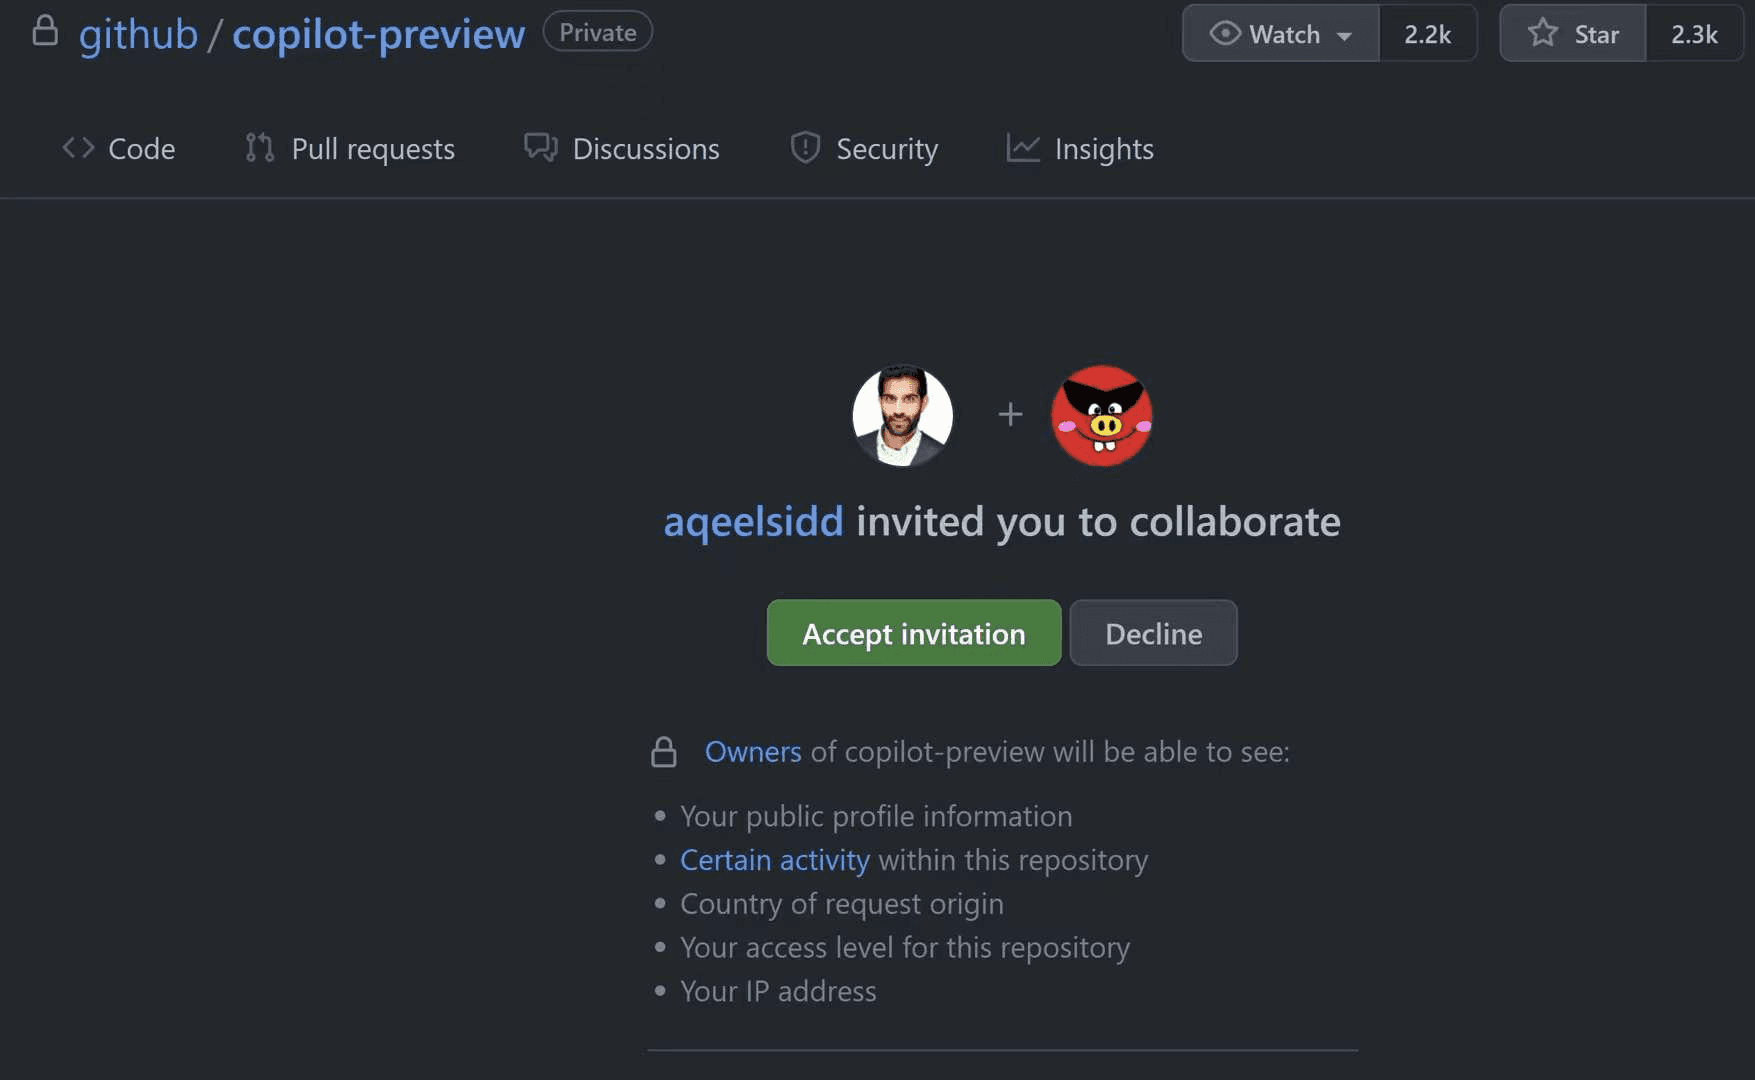 github / copilot-preview Private Watch 2.2k Star 2.3k
Code Pull requests Discussions Security Insights
+
aqeelsidd invited you to collaborate
Accept invitation Decline
Owners of copilot-preview will be able to see:
• Your public profile information
• Certain activity within this repository
• Country of request origin
• Your access level for this repository
• Your IP address